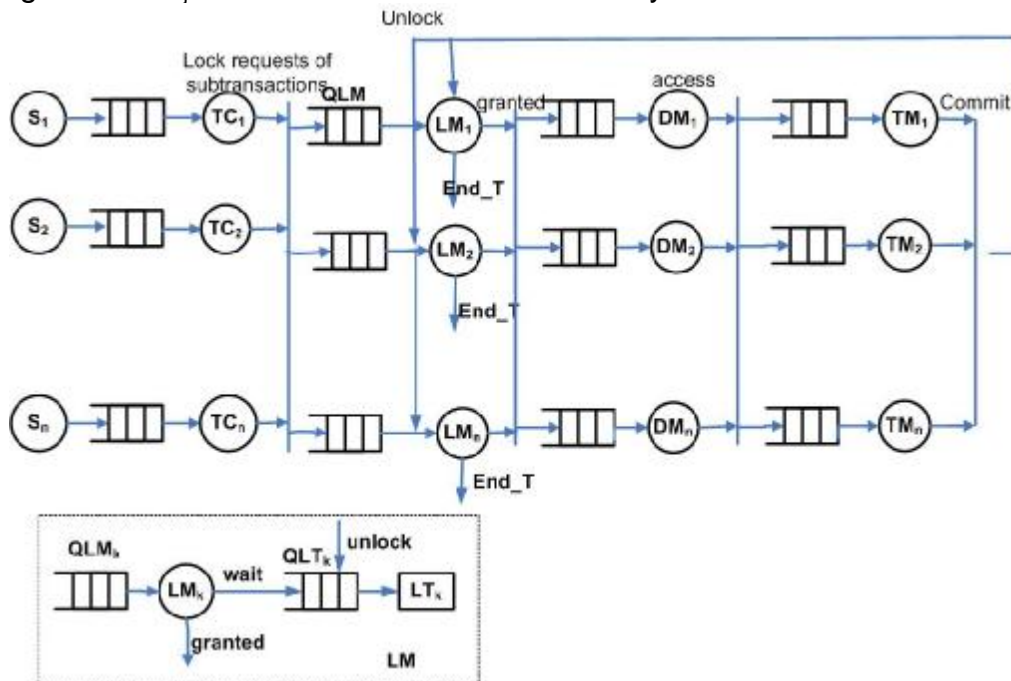 Unlock
Lock requests of
subtransactions
QLM
granted
access
Commit
S1
TC1
LM1
DM1
TM1
End_T
S2
TC2
LM2
DM2
TM2
End_T
Sn
TCn
LMn
DMn
TMn
End_T
QLMk
QLTk
unlock
LMk
wait
LTk
granted
LM